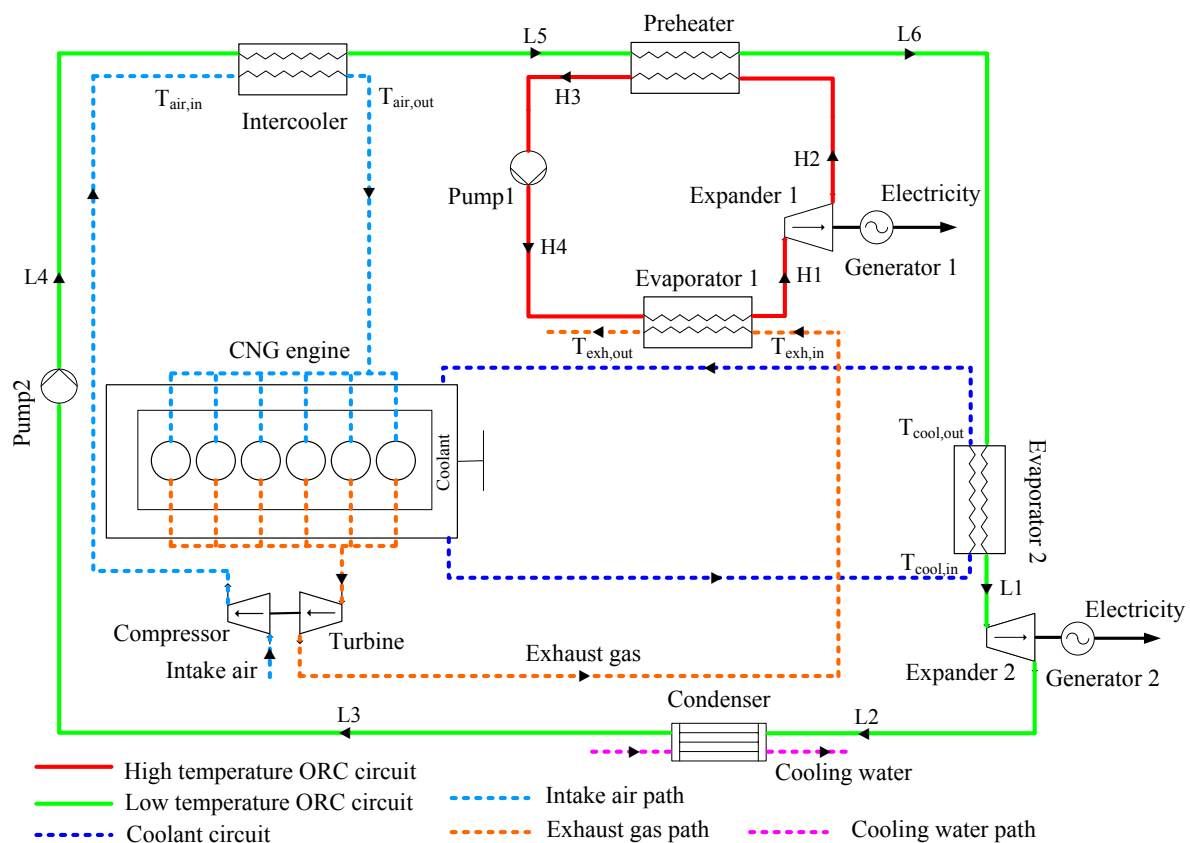 Preheater
L5
L6
H3
T_air,in
T_air,out
Intercooler
H2
Pump1
Expander 1
Electricity
H4
Evaporator 1
H1
Generator 1
L4
T_exh,out
T_exh,in
CNG engine
Pump2
Coolant
T_cool,out
Evaporator 2
T_cool,in
L1
Compressor
Turbine
Electricity
Intake air
Exhaust gas
Expander 2
Generator 2
Condenser
L3
L2
Cooling water
High temperature ORC circuit
Low temperature ORC circuit
Coolant circuit
Intake air path
Exhaust gas path
Cooling water path